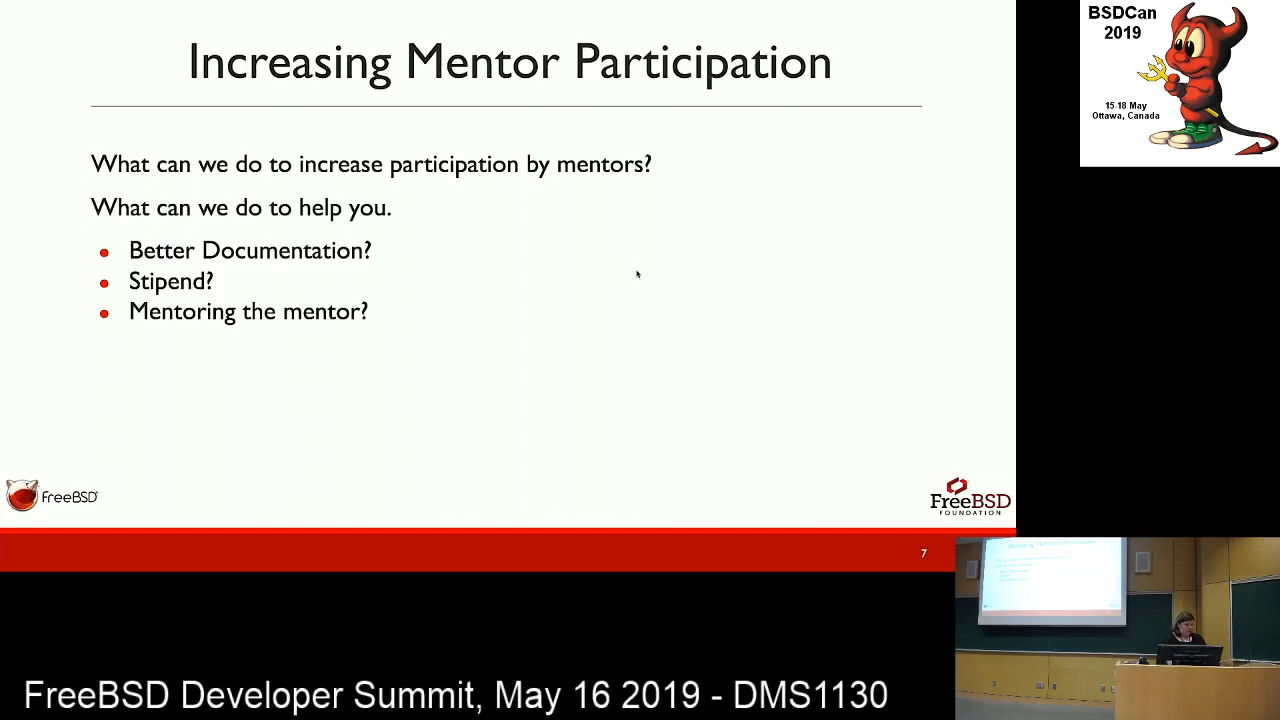 Increasing Mentor Participation
What can we do to increase participation by mentors?
What can we do to help you.
Better Documentation?
Stipend?
Mentoring the mentor?
FreeBSD
FreeBSD
FOUNDATION
7
BSDCan
2019
15-18 May
Ottawa, Canada
FreeBSD Developer Summit, May 16 2019 - DMS1130